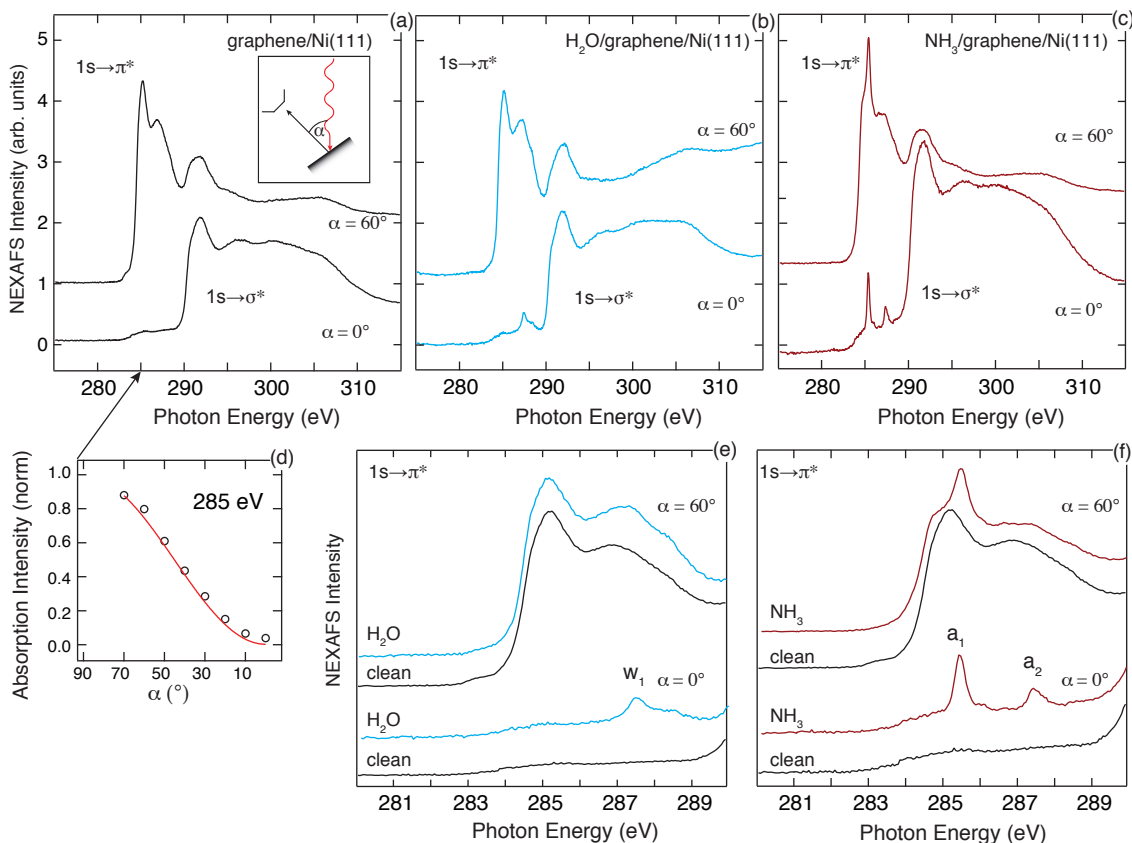 (a)
graphene/Ni(111)
1s→π*
α
α = 60°
1s→σ*
α = 0°
NEXAFS Intensity (arb. units)
5
4
3
2
1
0
280 290 300 310
Photon Energy (eV)
(b)
H₂O/graphene/Ni(111)
1s→π*
α = 60°
1s→σ*
α = 0°
280 290 300 310
Photon Energy (eV)
(c)
NH₃/graphene/Ni(111)
1s→π*
α = 60°
1s→σ*
α = 0°
280 290 300 310
Photon Energy (eV)
(d)
285 eV
Absorption Intensity (norm)
1.0
0.8
0.6
0.4
0.2
0.0
90 70 50 30 10
α (°)
(e)
1s→π*
α = 60°
H₂O
clean
w₁
α = 0°
H₂O
clean
NEXAFS Intensity
281 283 285 287 289
Photon Energy (eV)
(f)
1s→π*
α = 60°
NH₃
clean
a₁
a₂
α = 0°
NH₃
clean
281 283 285 287 289
Photon Energy (eV)